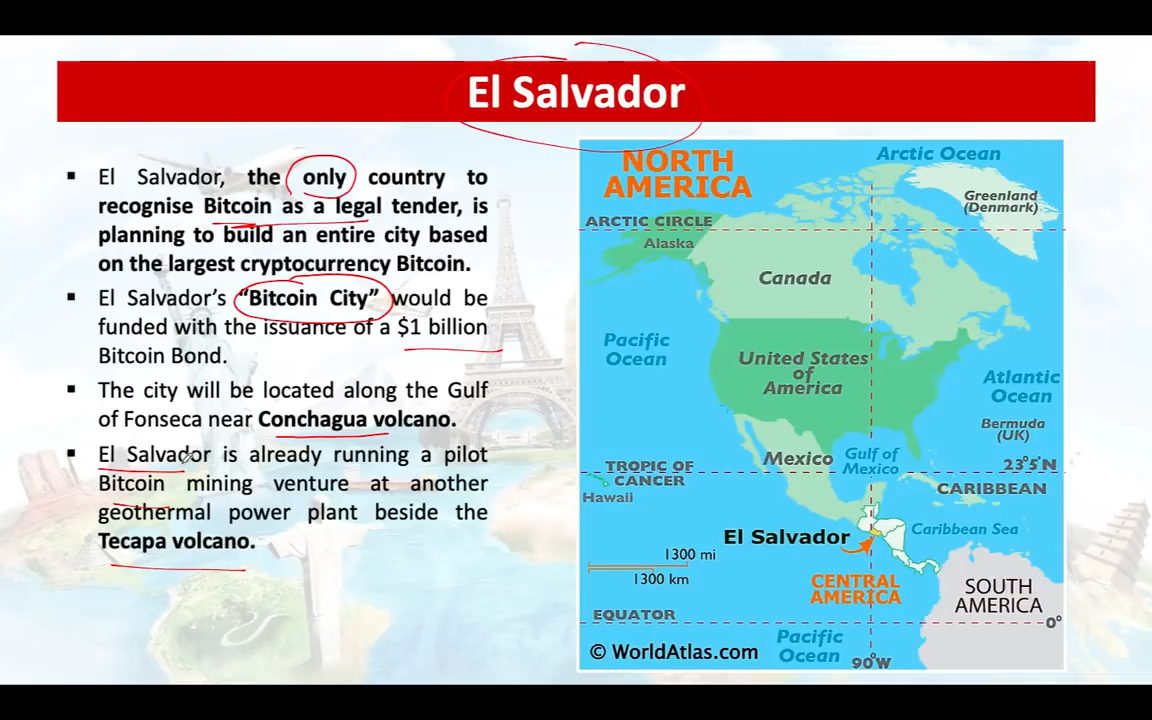 El Salvador
▪ El Salvador, the only country to
recognise Bitcoin as a legal tender, is
planning to build an entire city based
on the largest cryptocurrency Bitcoin.
▪ El Salvador’s “Bitcoin City” would be
funded with the issuance of a $1 billion
Bitcoin Bond.
▪ The city will be located along the Gulf
of Fonseca near Conchagua volcano.
▪ El Salvador is already running a pilot
Bitcoin mining venture at another
geothermal power plant beside the
Tecapa volcano.
NORTH
AMERICA
Arctic Ocean
Greenland
(Denmark)
ARCTIC CIRCLE
Alaska
Canada
Pacific
Ocean
United States
of
America
Atlantic
Ocean
Bermuda
(UK)
Mexico
Gulf of
Mexico
23°5'N
TROPIC OF
CANCER
Hawaii
CARIBBEAN
El Salvador
Caribbean Sea
1300 mi
1300 km
CENTRAL
AMERICA
SOUTH
AMERICA
EQUATOR
0°
Pacific
Ocean
© WorldAtlas.com
90°W